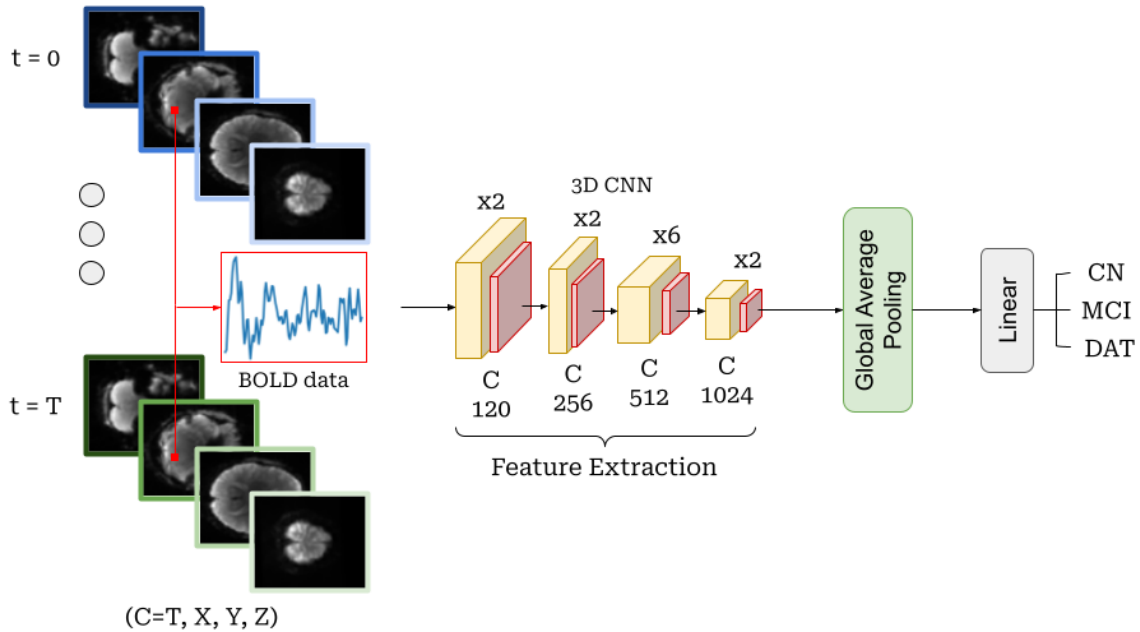 t = 0
t = T
BOLD data
(C=T, X, Y, Z)
3D CNN
x2
x2
x6
x2
C
120
C
256
C
512
C
1024
Feature Extraction
Global Average
Pooling
Linear
CN
MCI
DAT